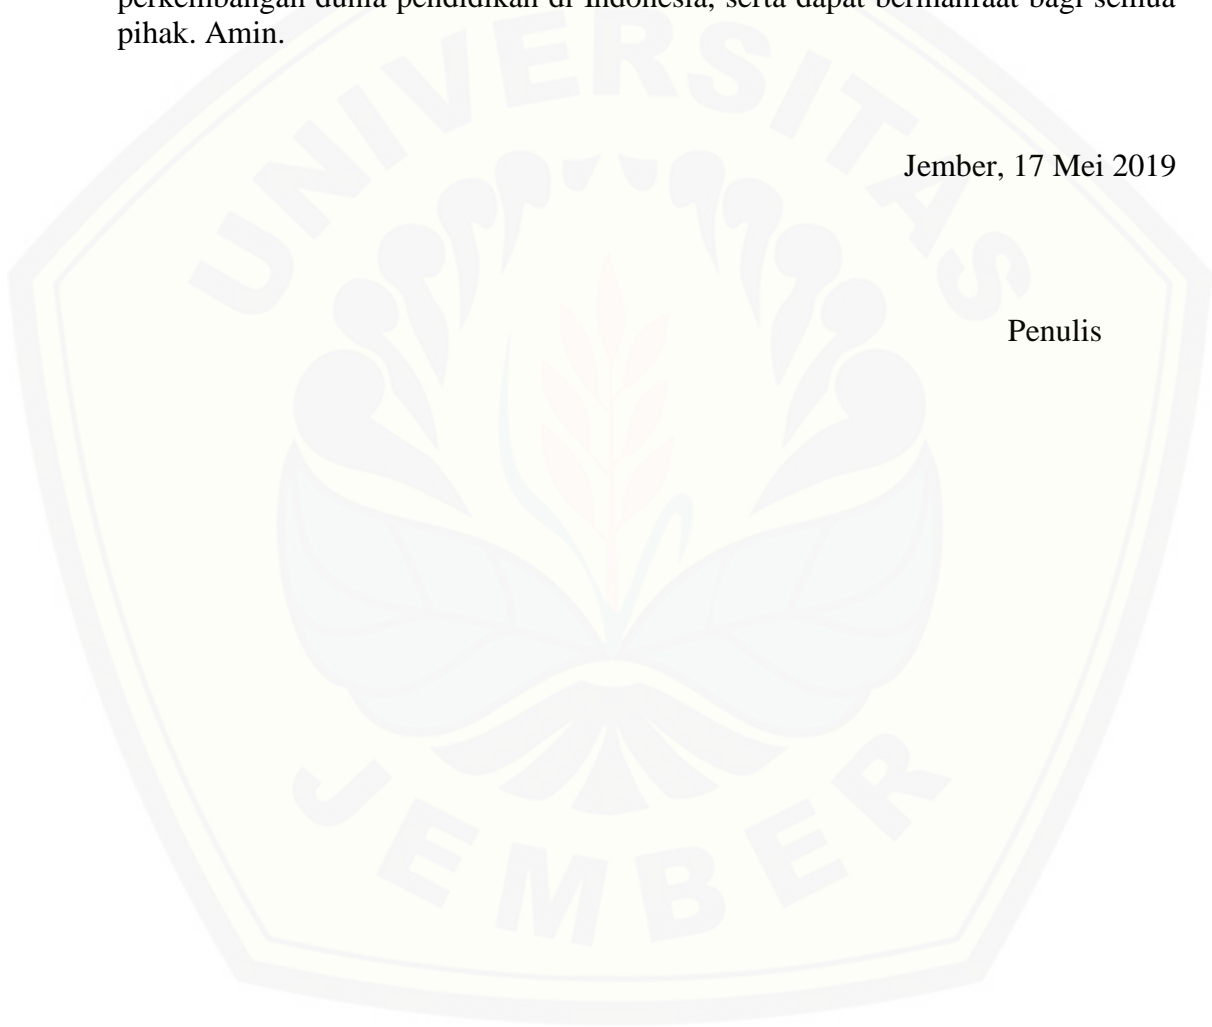 perkembangan dunia pendidikan di Indonesia, serta dapat bermanfaat bagi semua
pihak. Amin.
UNIVERSITAS
Jember, 17 Mei 2019
Penulis
JEMBER